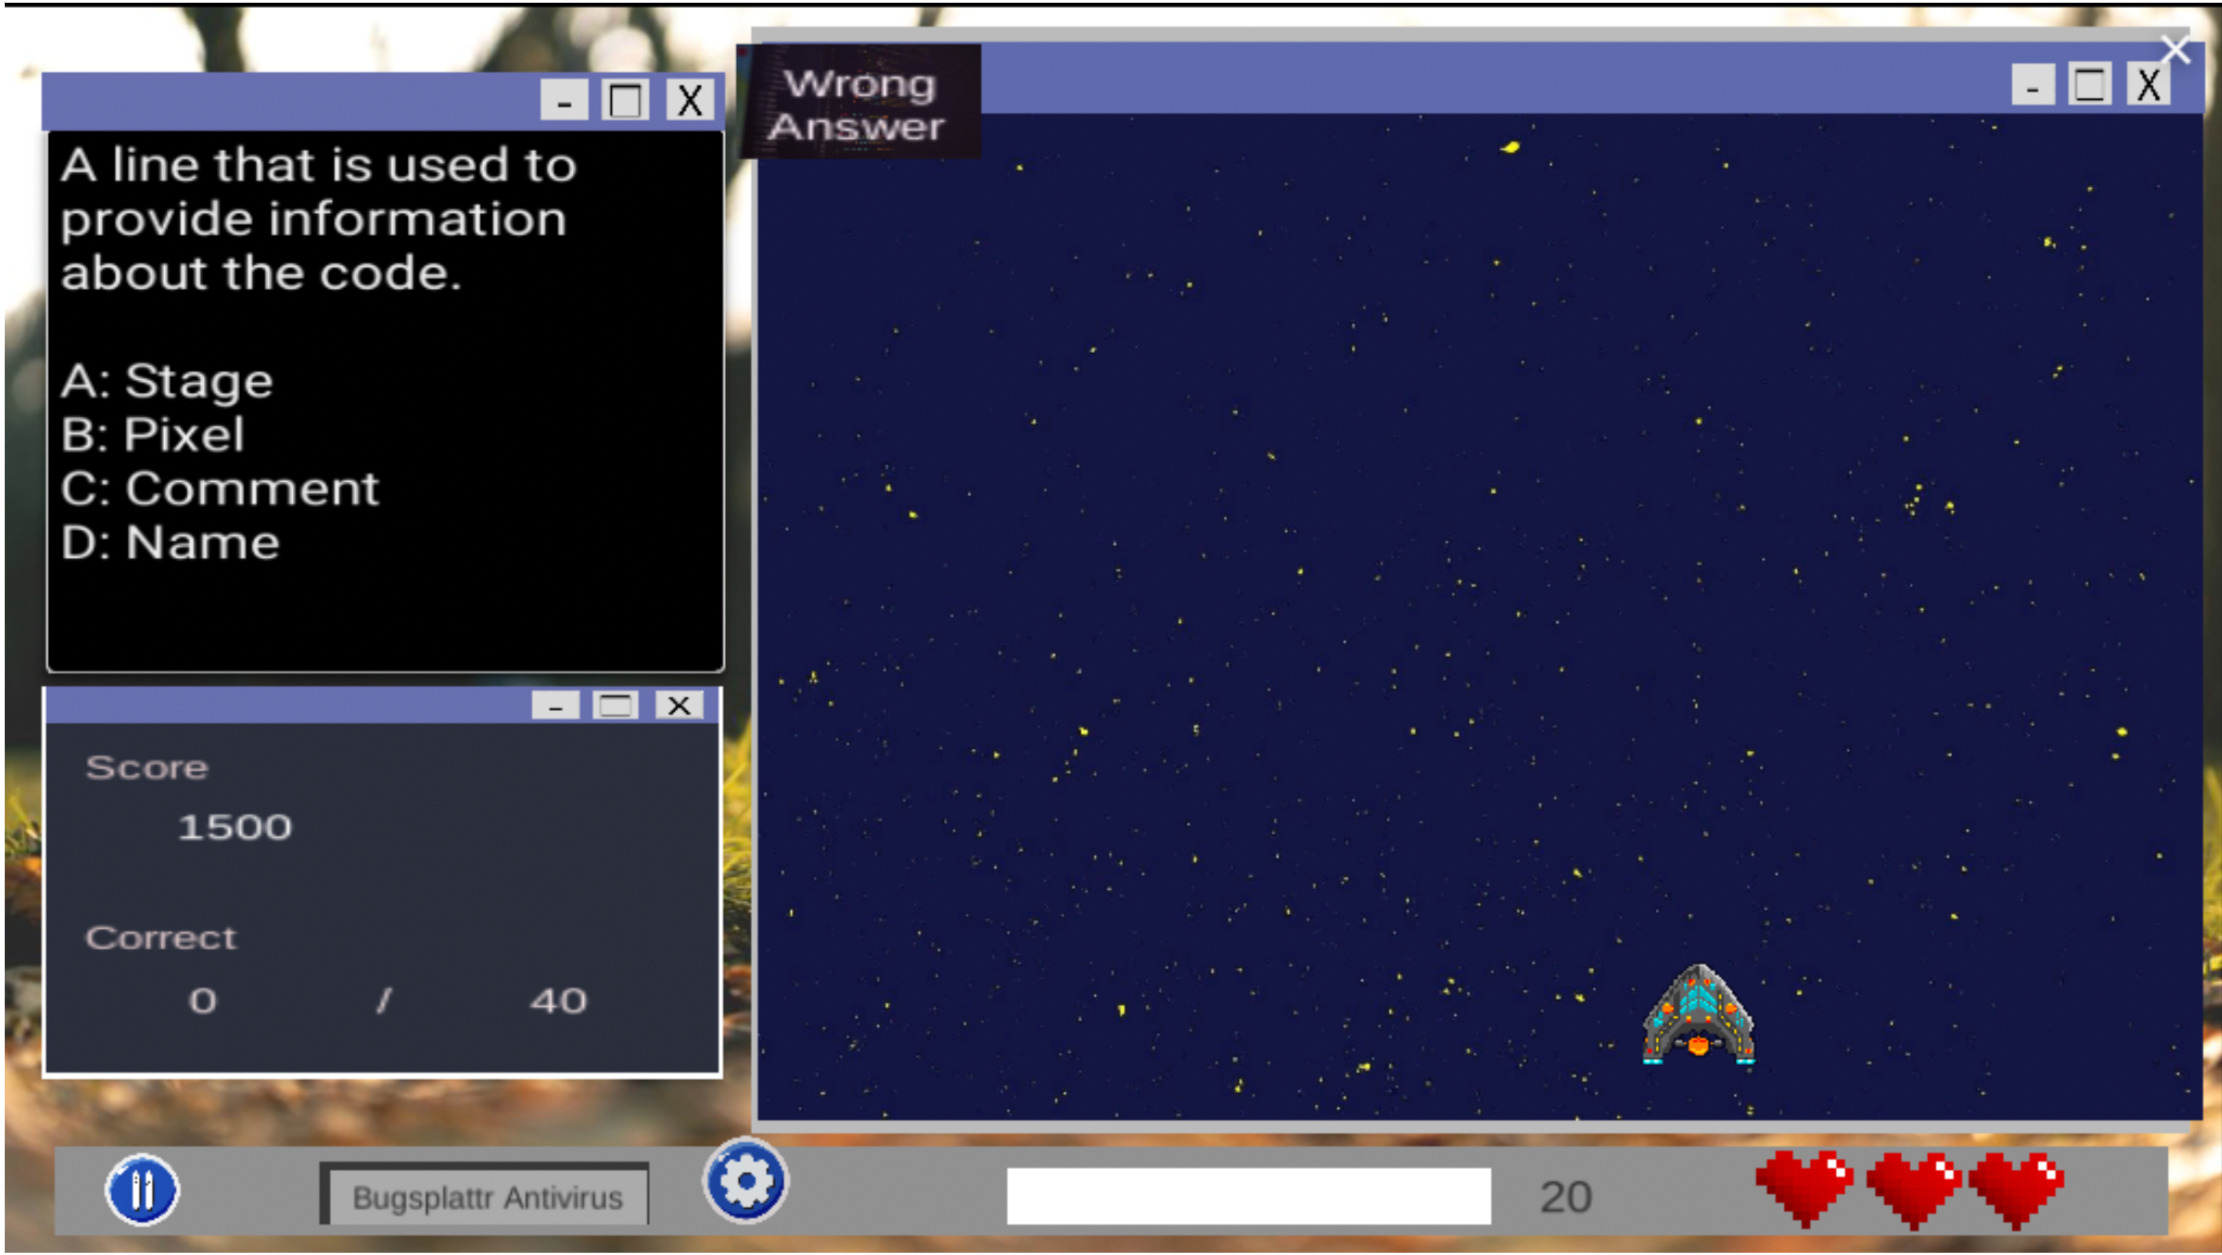 A line that is used to
provide information
about the code.
A: Stage
B: Pixel
C: Comment
D: Name
Wrong
Answer
Score
1500
Correct
0 / 40
Bugsplattr Antivirus
20